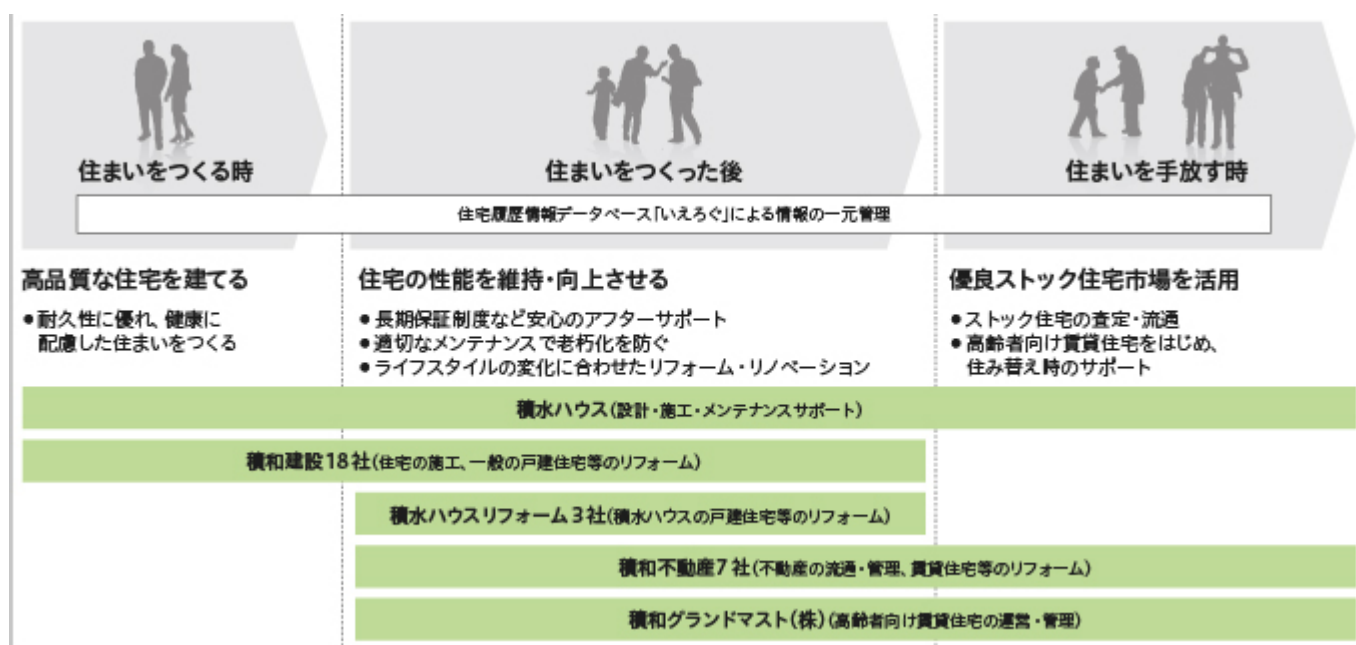 住まいをつくる時
住まいをつくった後
住まいを手放す時
住宅履歴情報データベース「いえろぐ」による情報の一元管理
高品質な住宅を建てる
●耐久性に優れ、健康に
配慮した住まいをつくる
住宅の性能を維持・向上させる
●長期保証制度など安心のアフターサポート
●適切なメンテナンスで老朽化を防ぐ
●ライフスタイルの変化に合わせたリフォーム・リノベーション
優良ストック住宅市場を活用
●ストック住宅の査定・流通
●高齢者向け賃貸住宅をはじめ、
住み替え時のサポート
積水ハウス(設計・施工・メンテナンスサポート)
積和建設18社(住宅の施工、一般の戸建住宅等のリフォーム)
積水ハウスリフォーム3社(積水ハウスの戸建住宅等のリフォーム)
積和不動産7社(不動産の流通・管理、賃貸住宅等のリフォーム)
積和グランドマスト(株)(高齢者向け賃貸住宅の運営・管理)